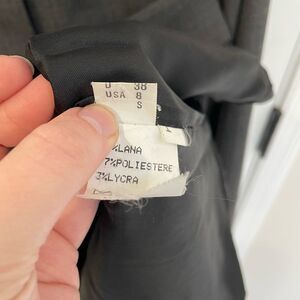 D 38
USA 8
S
%LANA
7%POLIESTERE
3%LYCRA